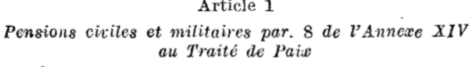 Article 1
Pensions civiles et militaires par. 8 de l'Annexe XIV
au Traité de Paix